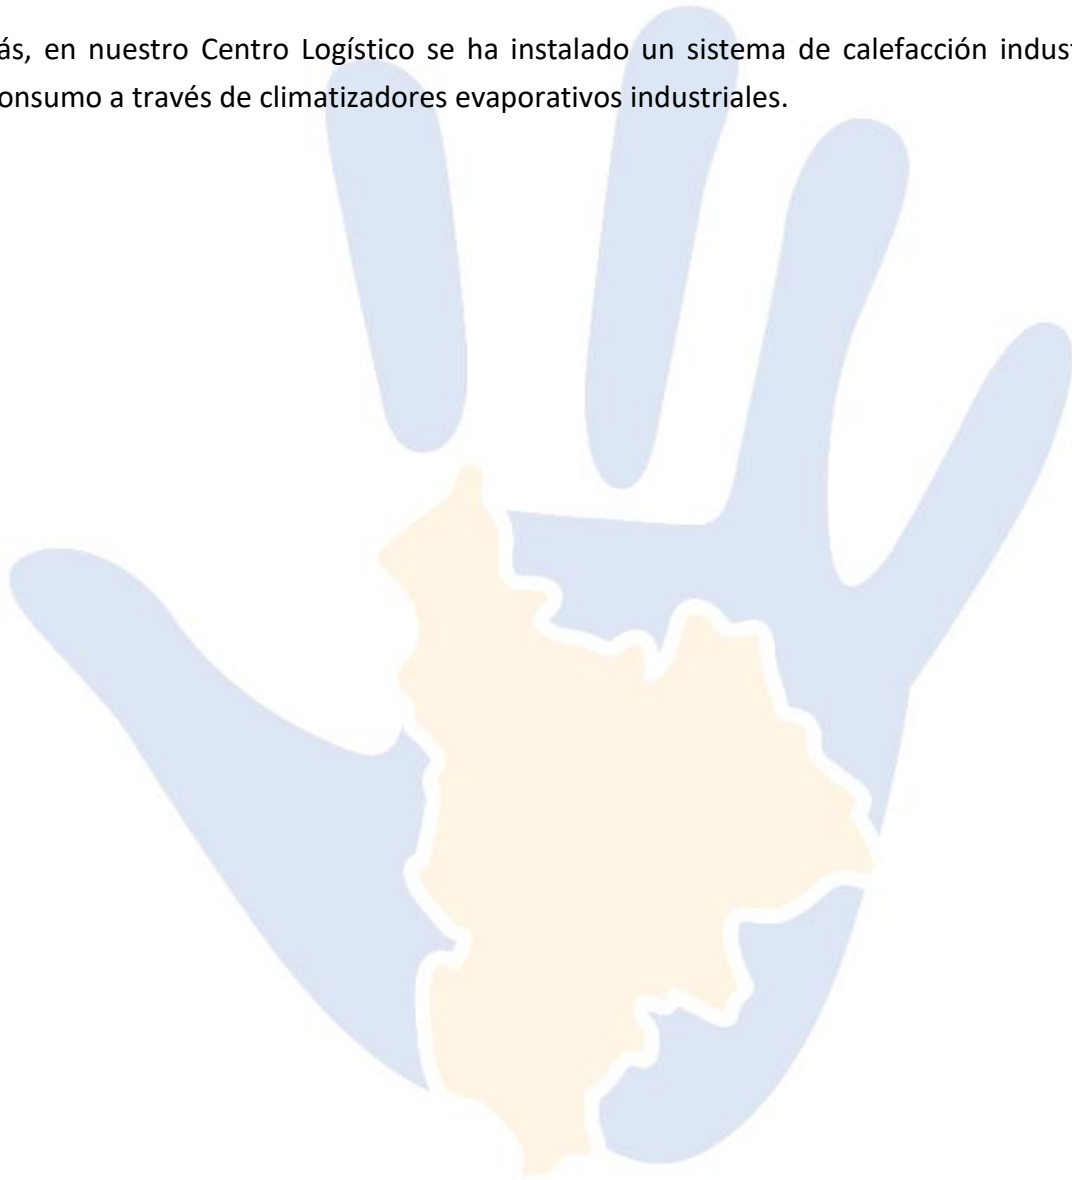 ás, en nuestro Centro Logístico se ha instalado un sistema de calefacción indust
onsumo a través de climatizadores evaporativos industriales.